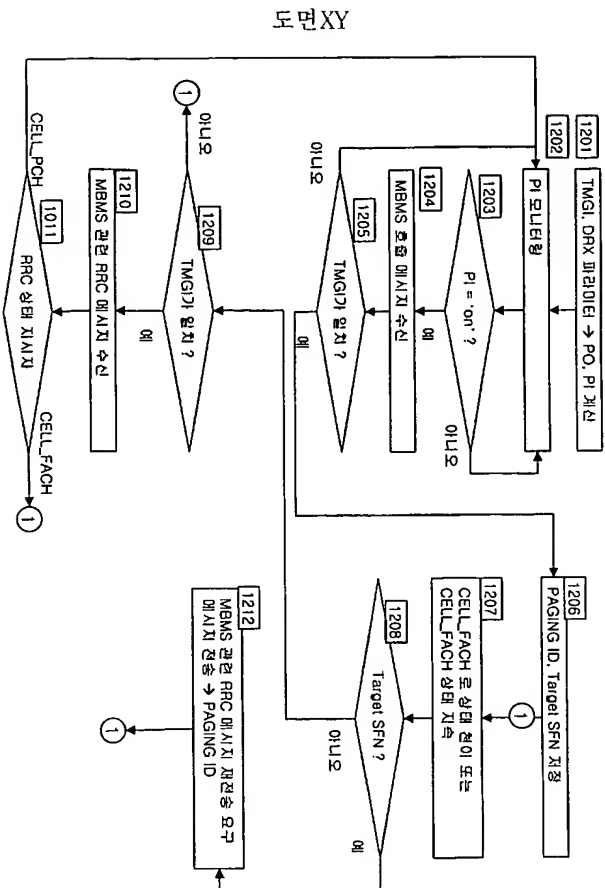 도면XY
1201
TMGI, DRX 파라미터 → PO, PI 계산
1202
PI 모니터링
1203
PI = 'on' ?
아니오
예
1204
MBMS 호출 메시지 수신
1205
TMGI가 일치 ?
아니오
예
1206
PAGING ID, Target SFN 저장
1
1207
CELL_FACH 로 상태 천이 또는
CELL_FACH 상태 지속
1208
Target SFN ?
예
아니오
1209
TMGI가 일치 ?
아니오
1
예
1210
MBMS 관련 RRC 메시지 수신
1011
RRC 상태 지시자
CELL_PCH
CELL_FACH
1
1212
MBMS 관련 RRC 메시지 재전송 요구
메시지 전송 → PAGING ID
1